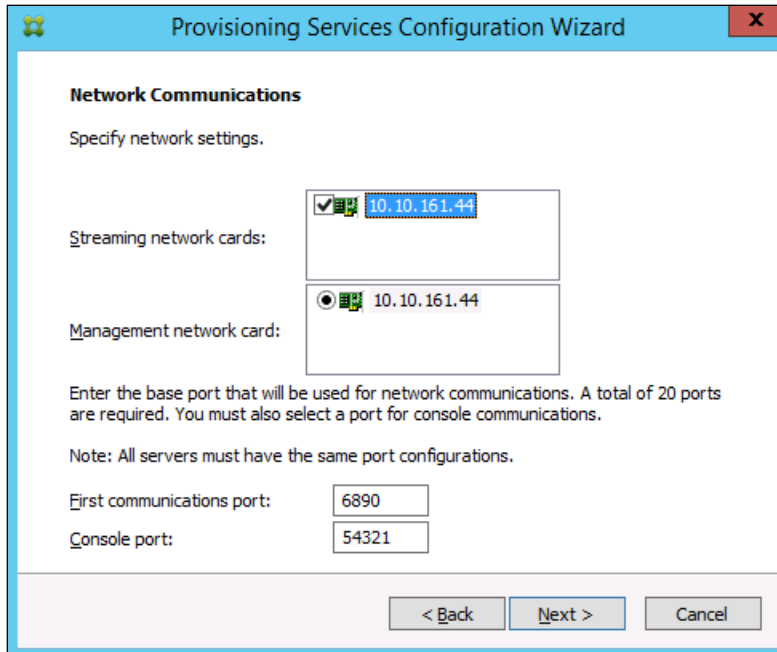 Provisioning Services Configuration Wizard
x
Network Communications
Specify network settings.
10.10.161.44
Streaming network cards:
10.10.161.44
Management network card:
Enter the base port that will be used for network communications. A total of 20 ports
are required. You must also select a port for console communications.
Note: All servers must have the same port configurations.
First communications port: 6890
Console port: 54321
< Back Next > Cancel